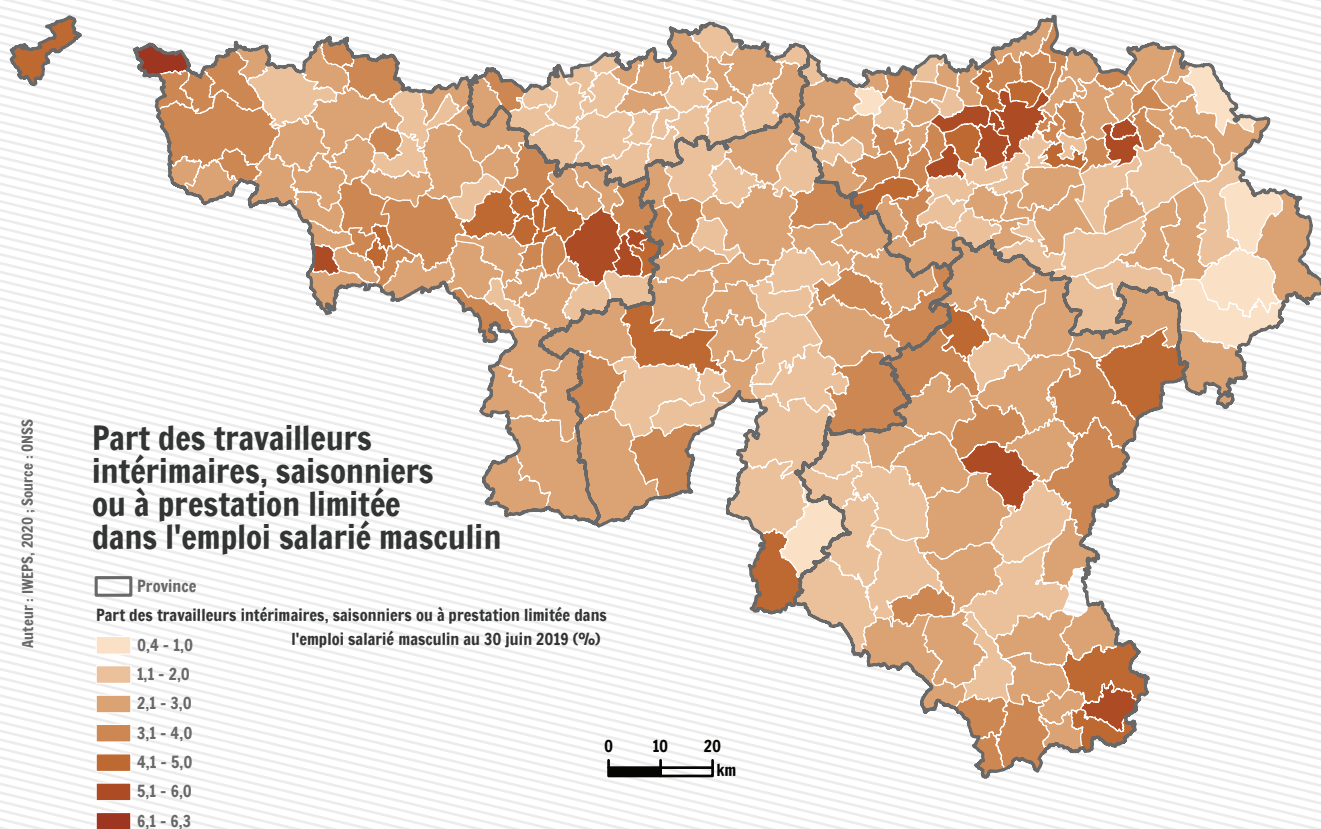 Part des travailleurs
intérimaires, saisonniers
ou à prestation limitée
dans l'emploi salarié masculin
Province
Part des travailleurs intérimaires, saisonniers ou à prestation limitée dans
l'emploi salarié masculin au 30 juin 2019 (%)
0,4 - 1,0
1,1 - 2,0
2,1 - 3,0
3,1 - 4,0
4,1 - 5,0
5,1 - 6,0
6,1 - 6,3
0 10 20
km
Auteur : IWEPS, 2020 ; Source : ONSS